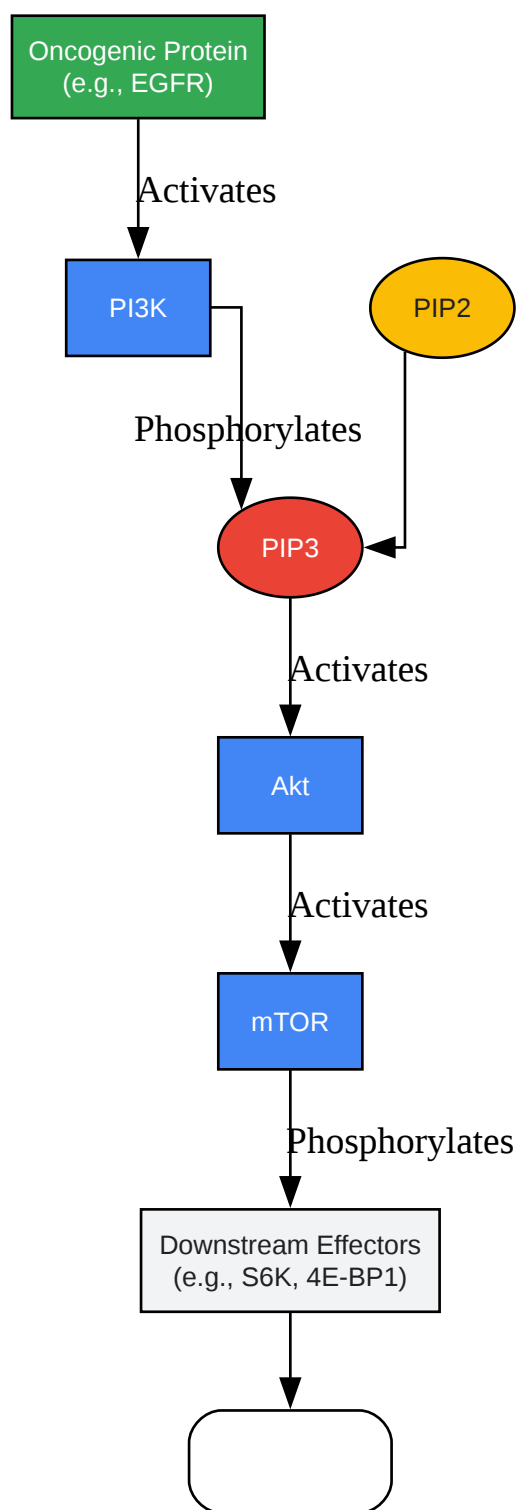 Oncogenic Protein
(e.g., EGFR)
Activates
PI3K
PIP2
Phosphorylates
PIP3
Activates
Akt
Activates
mTOR
Phosphorylates
Downstream Effectors
(e.g., S6K, 4E-BP1)